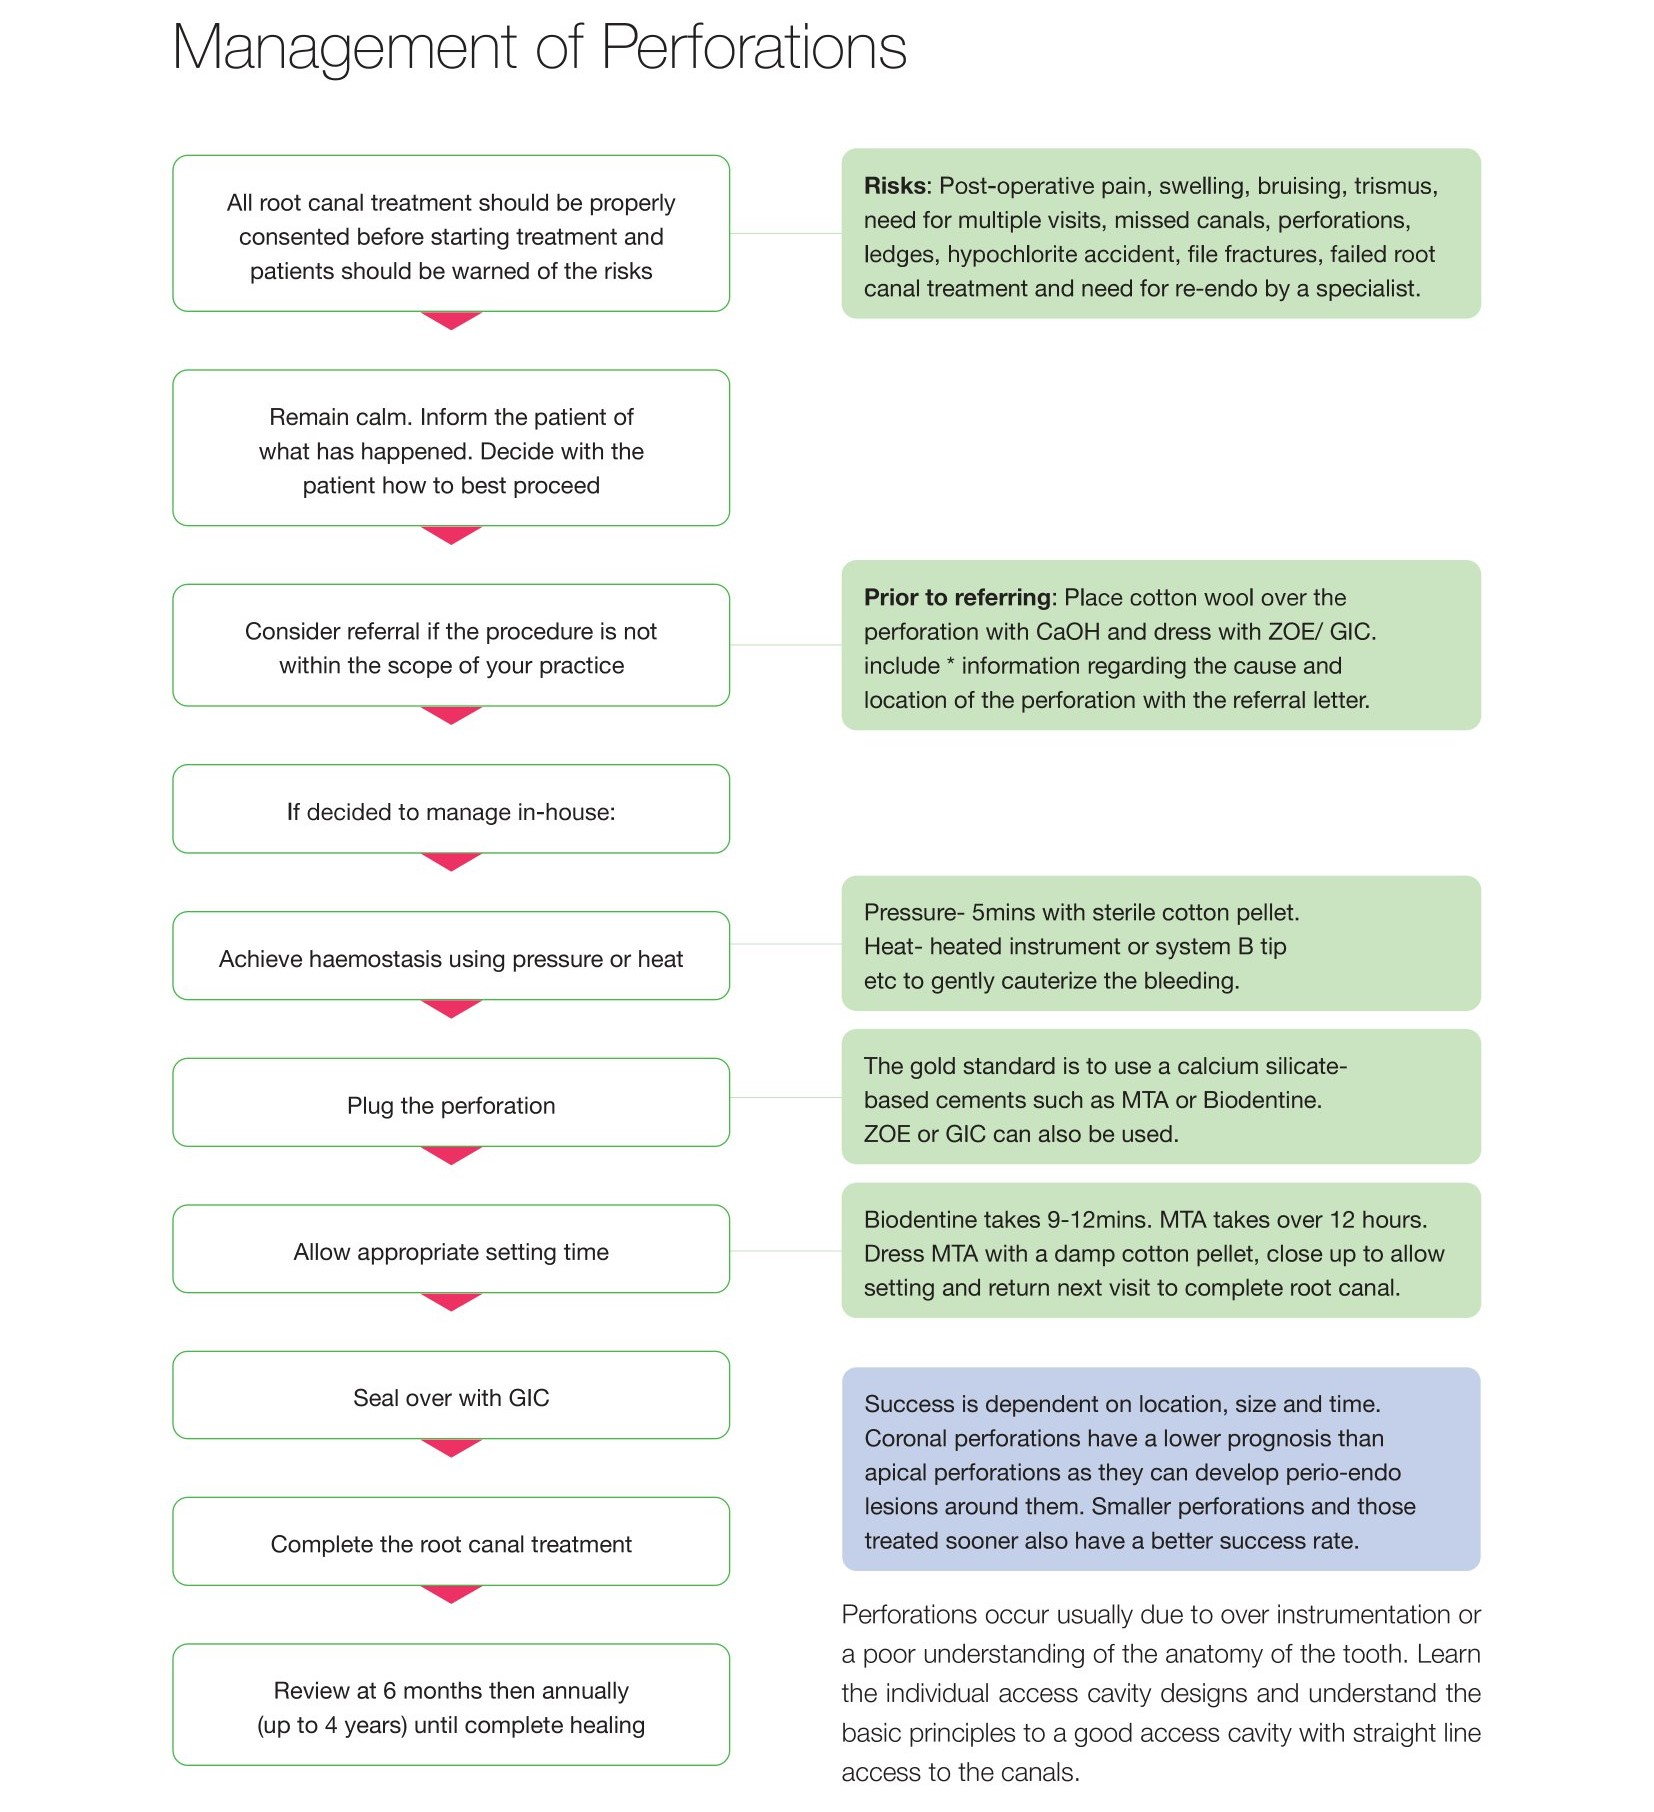 Management of Perforations
All root canal treatment should be properly
consented before starting treatment and
patients should be warned of the risks
Risks: Post-operative pain, swelling, bruising, trismus,
need for multiple visits, missed canals, perforations,
ledges, hypochlorite accident, file fractures, failed root
canal treatment and need for re-endo by a specialist.
Remain calm. Inform the patient of
what has happened. Decide with the
patient how to best proceed
Consider referral if the procedure is not
within the scope of your practice
Prior to referring: Place cotton wool over the
perforation with CaOH and dress with ZOE/ GIC.
include * information regarding the cause and
location of the perforation with the referral letter.
If decided to manage in-house:
Achieve haemostasis using pressure or heat
Pressure- 5mins with sterile cotton pellet.
Heat- heated instrument or system B tip
etc to gently cauterize the bleeding.
Plug the perforation
The gold standard is to use a calcium silicate-
based cements such as MTA or Biodentine.
ZOE or GIC can also be used.
Allow appropriate setting time
Biodentine takes 9-12mins. MTA takes over 12 hours.
Dress MTA with a damp cotton pellet, close up to allow
setting and return next visit to complete root canal.
Seal over with GIC
Complete the root canal treatment
Review at 6 months then annually
(up to 4 years) until complete healing
Success is dependent on location, size and time.
Coronal perforations have a lower prognosis than
apical perforations as they can develop perio-endo
lesions around them. Smaller perforations and those
treated sooner also have a better success rate.
Perforations occur usually due to over instrumentation or
a poor understanding of the anatomy of the tooth. Learn
the individual access cavity designs and understand the
basic principles to a good access cavity with straight line
access to the canals.